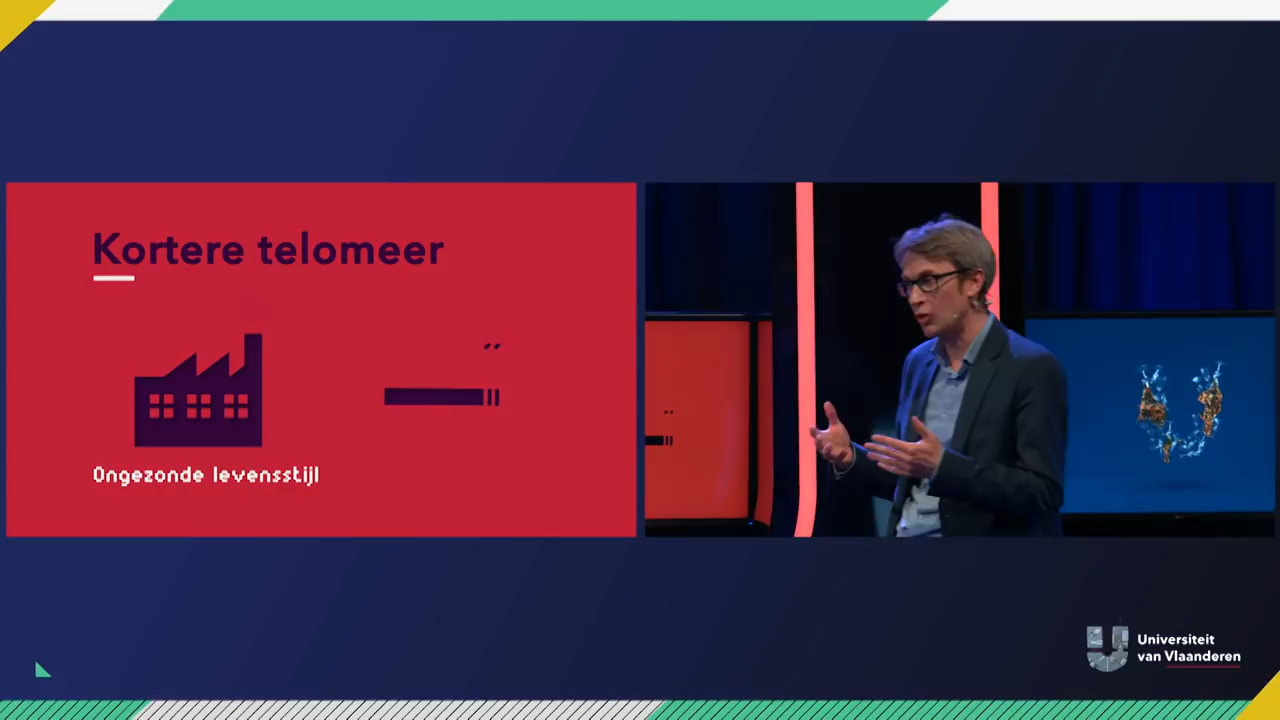 Kortere telomeer
Ongezonde levensstijl
Universiteit
van Vlaanderen